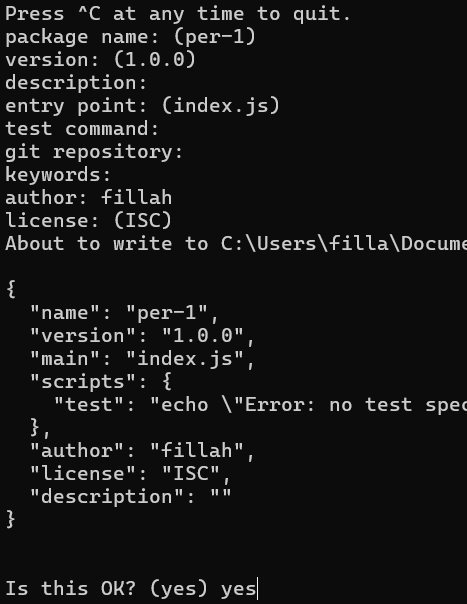 Press ^C at any time to quit.
package name: (per-1)
version: (1.0.0)
description:
entry point: (index.js)
test command:
git repository:
keywords:
author: fillah
license: (ISC)
About to write to C:\Users\filla\Docume

{
  "name": "per-1",
  "version": "1.0.0",
  "main": "index.js",
  "scripts": {
    "test": "echo \"Error: no test spec
  },
  "author": "fillah",
  "license": "ISC",
  "description": ""
}

Is this OK? (yes) yes